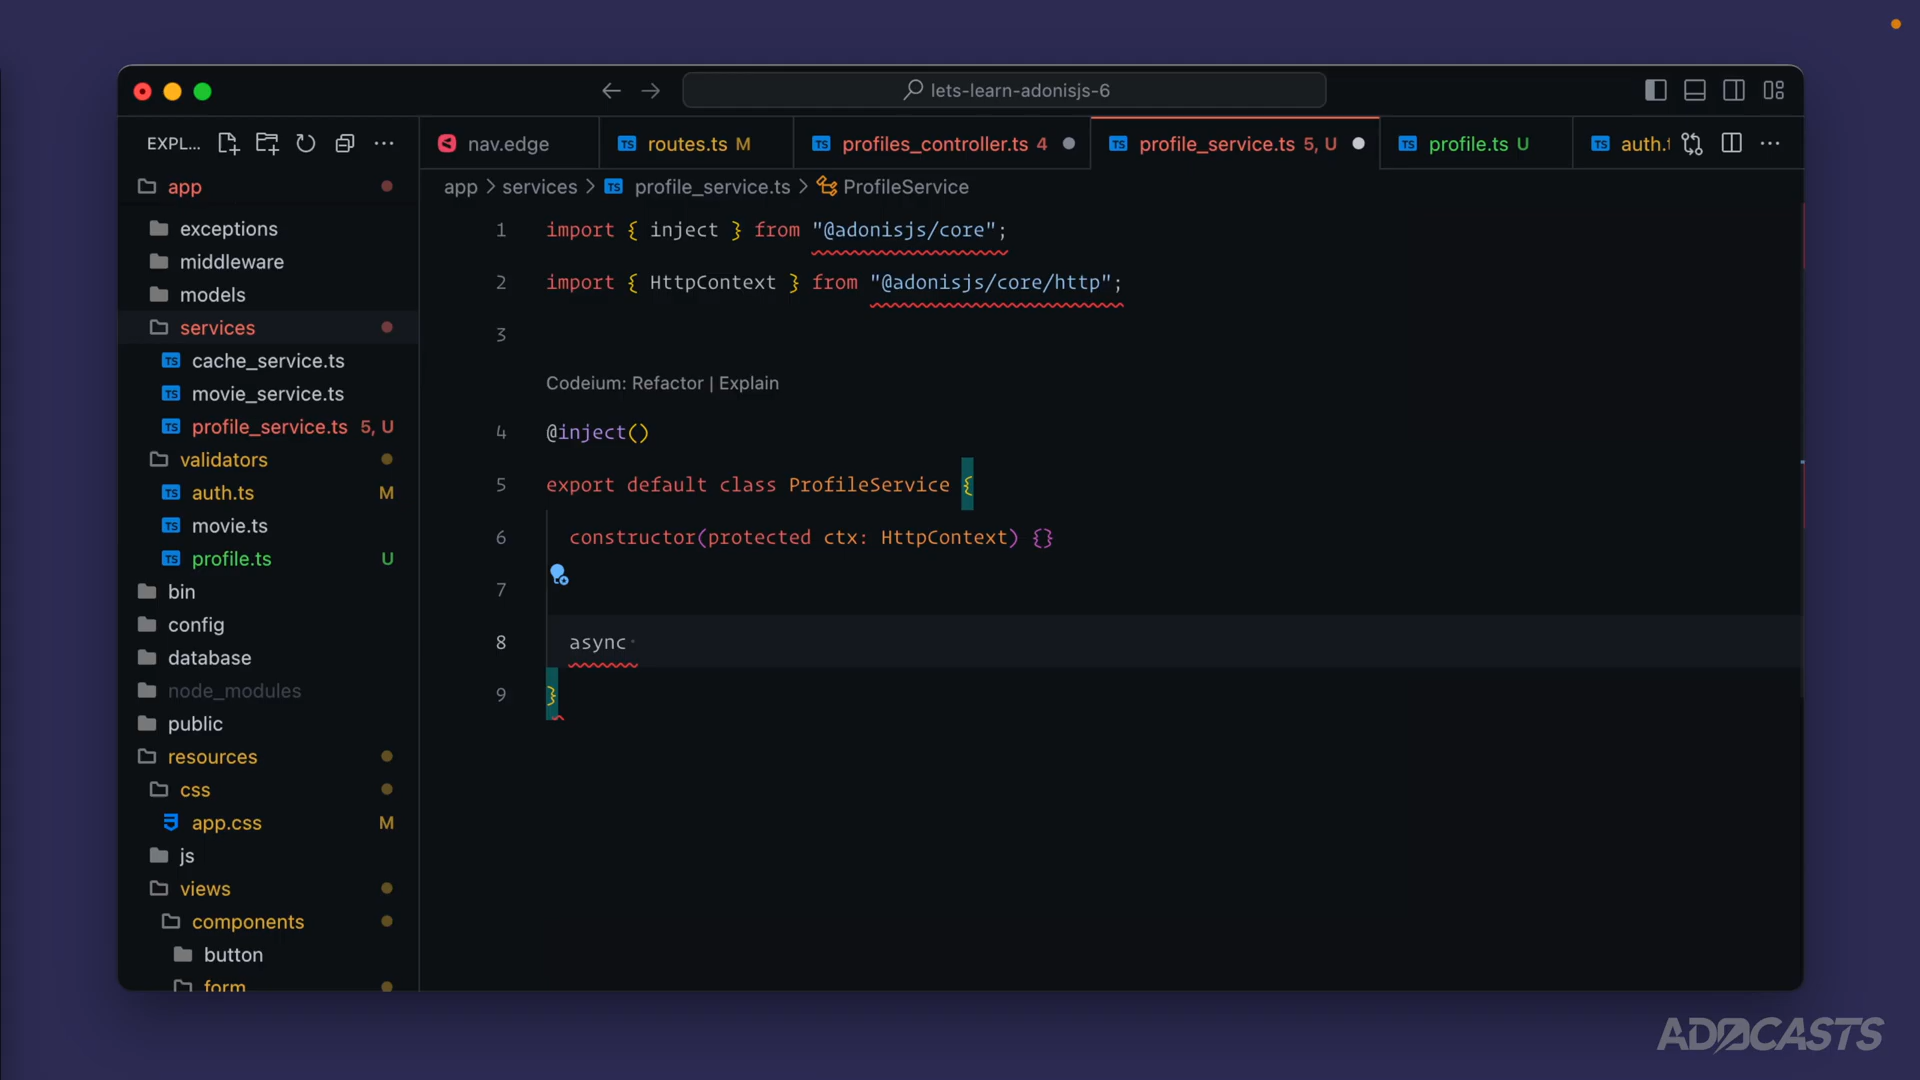 lets-learn-adonisjs-6
EXPL...
nav.edge
routes.ts M
profiles_controller.ts 4
profile_service.ts 5, U
profile.ts U
auth.t
app > services > profile_service.ts > ProfileService
app
exceptions
middleware
models
services
cache_service.ts
movie_service.ts
profile_service.ts 5, U
validators
auth.ts M
movie.ts
profile.ts U
bin
config
database
node_modules
public
resources
css
app.css M
js
views
components
button
form
1 import { inject } from "@adonisjs/core";
2 import { HttpContext } from "@adonisjs/core/http";
3
Codeium: Refactor | Explain
4 @inject()
5 export default class ProfileService {
6 constructor(protected ctx: HttpContext) {}
7
8 async
9 }
ADOCASTS